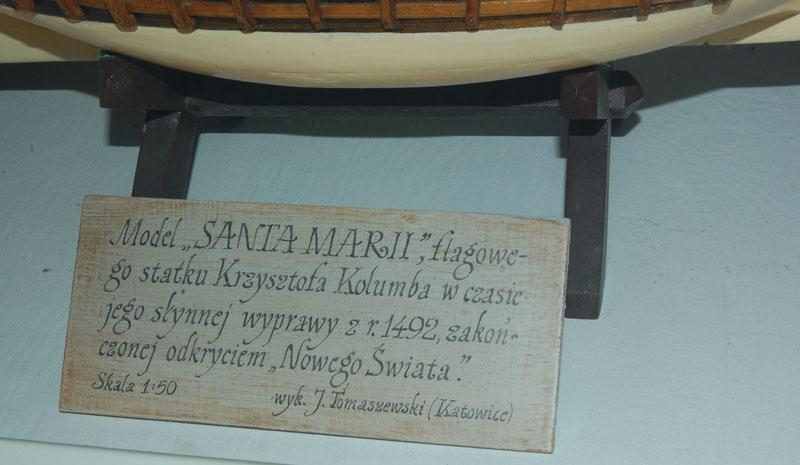 Model „SANTA MARII”, flagowe-
go statku Krzysztofa Kolumba w czasie
jego słynnej wyprawy z r. 1492, zakoń-
czonej odkryciem „Nowego Świata.”
Skala 1:50
wyk. J. Tomaszewski (Katowice)